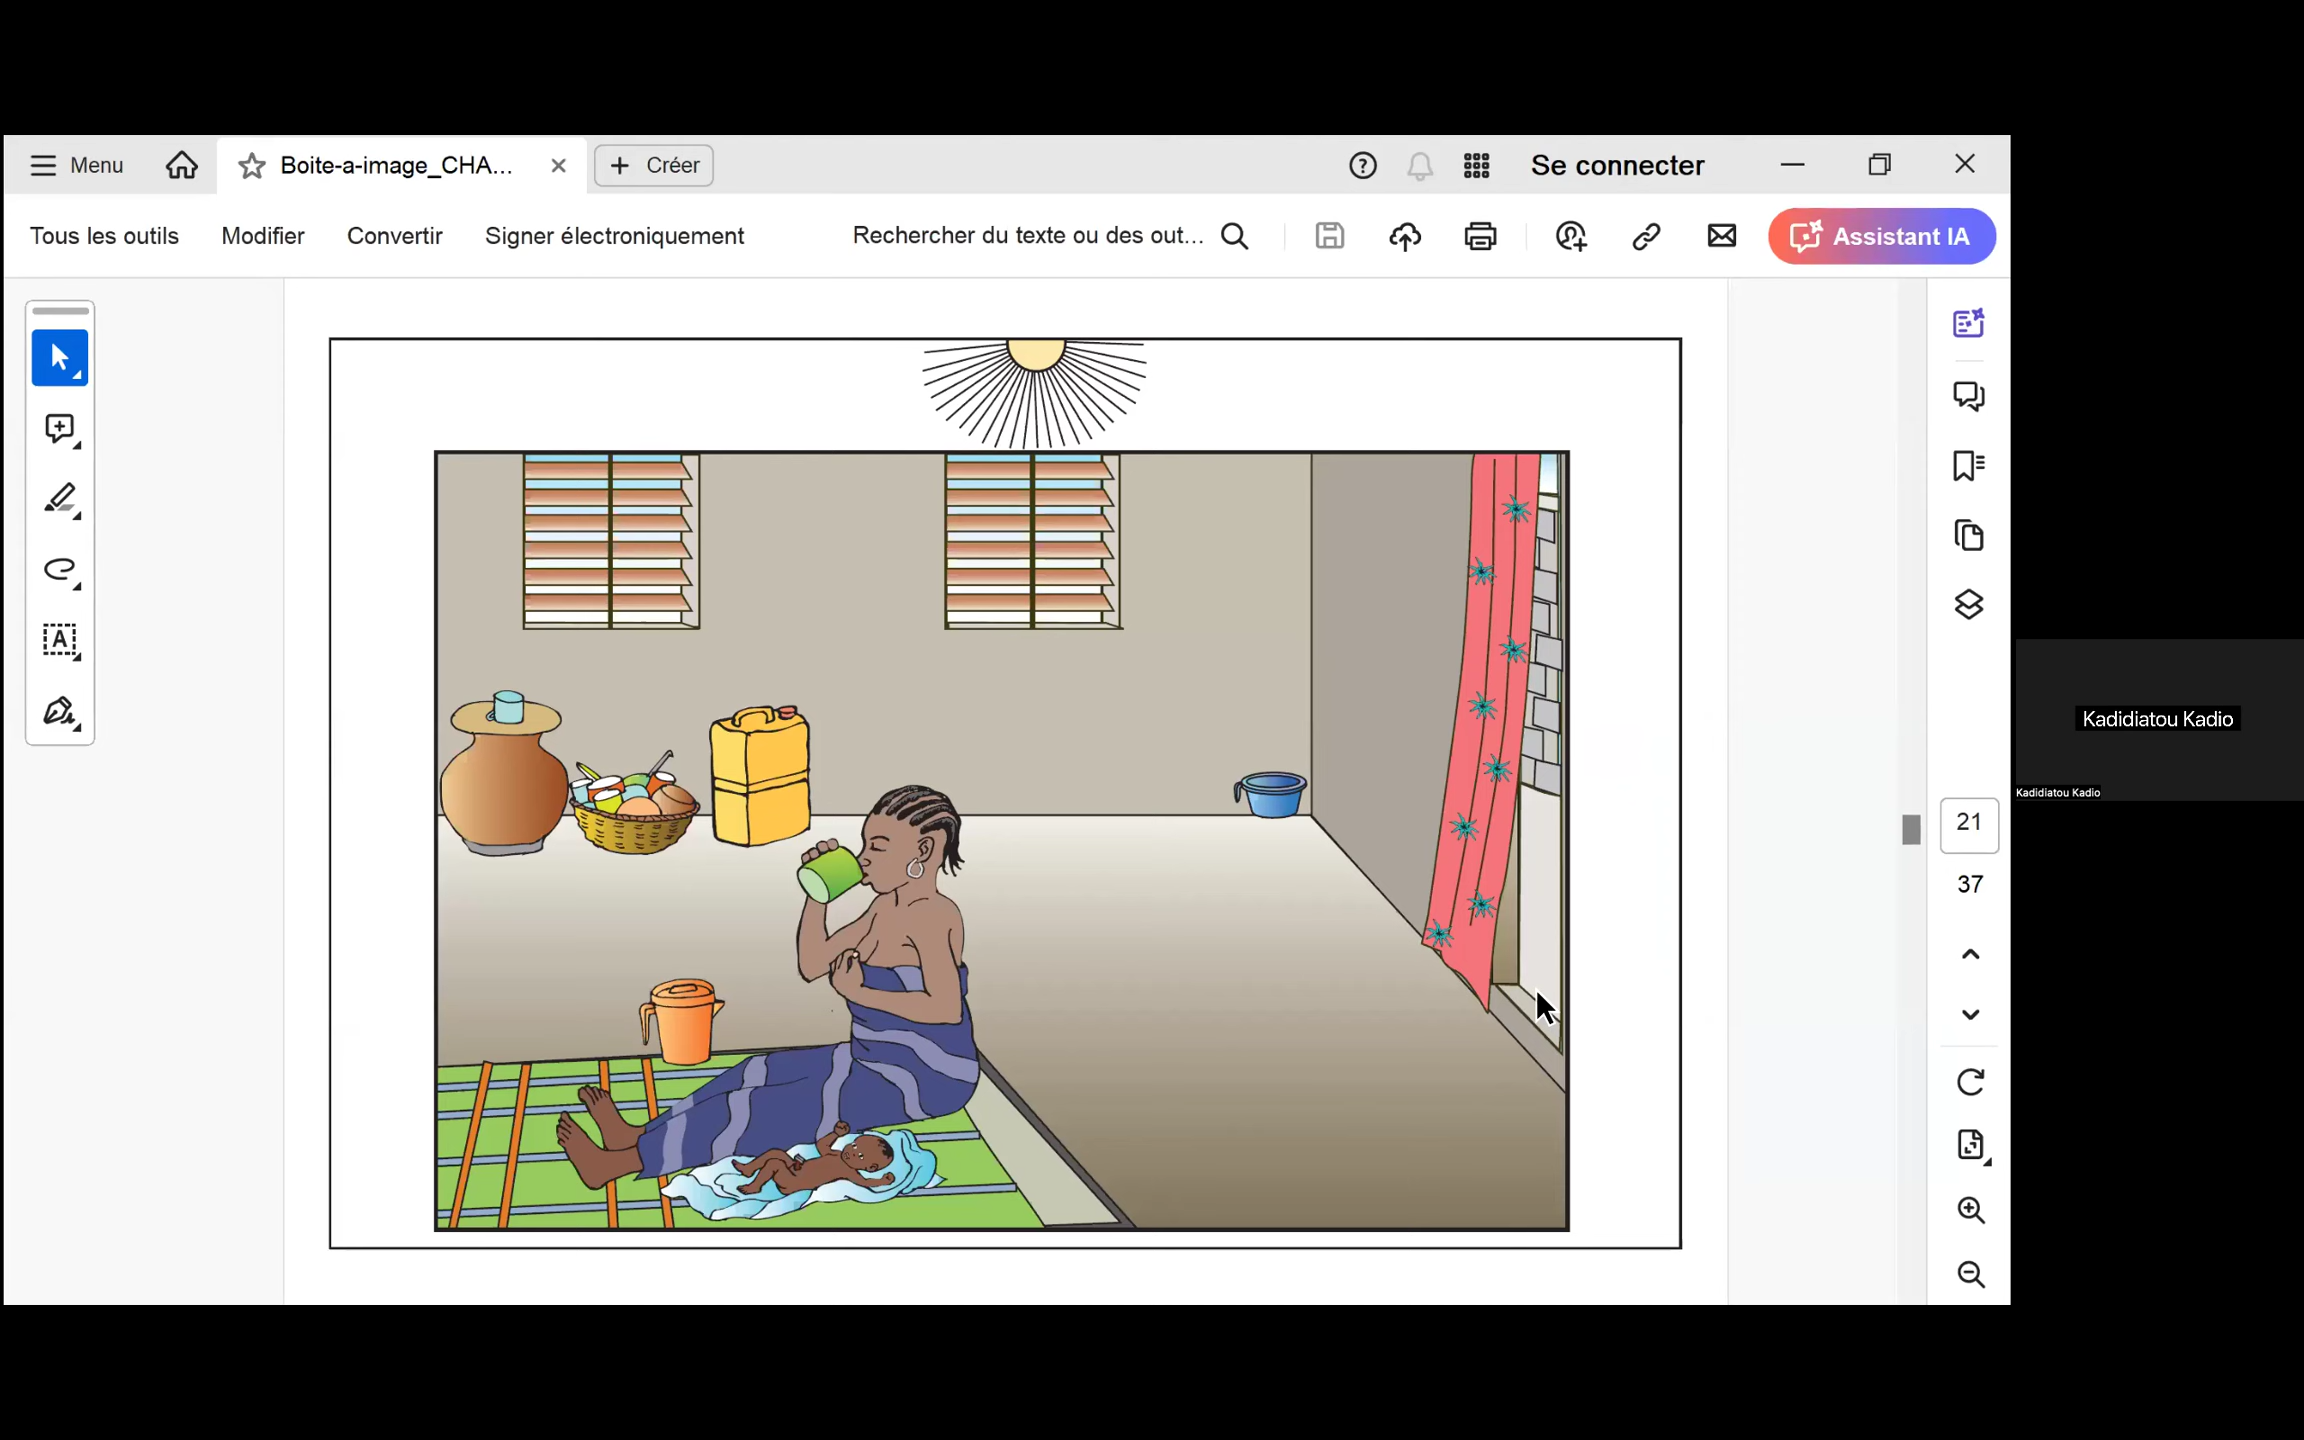 Menu
Boite-a-image_CHA...
Créer
Se connecter
Tous les outils
Modifier
Convertir
Signer électroniquement
Rechercher du texte ou des out...
Assistant IA
A
21
37
Kadidiatou Kadio
Kadidiatou Kadio